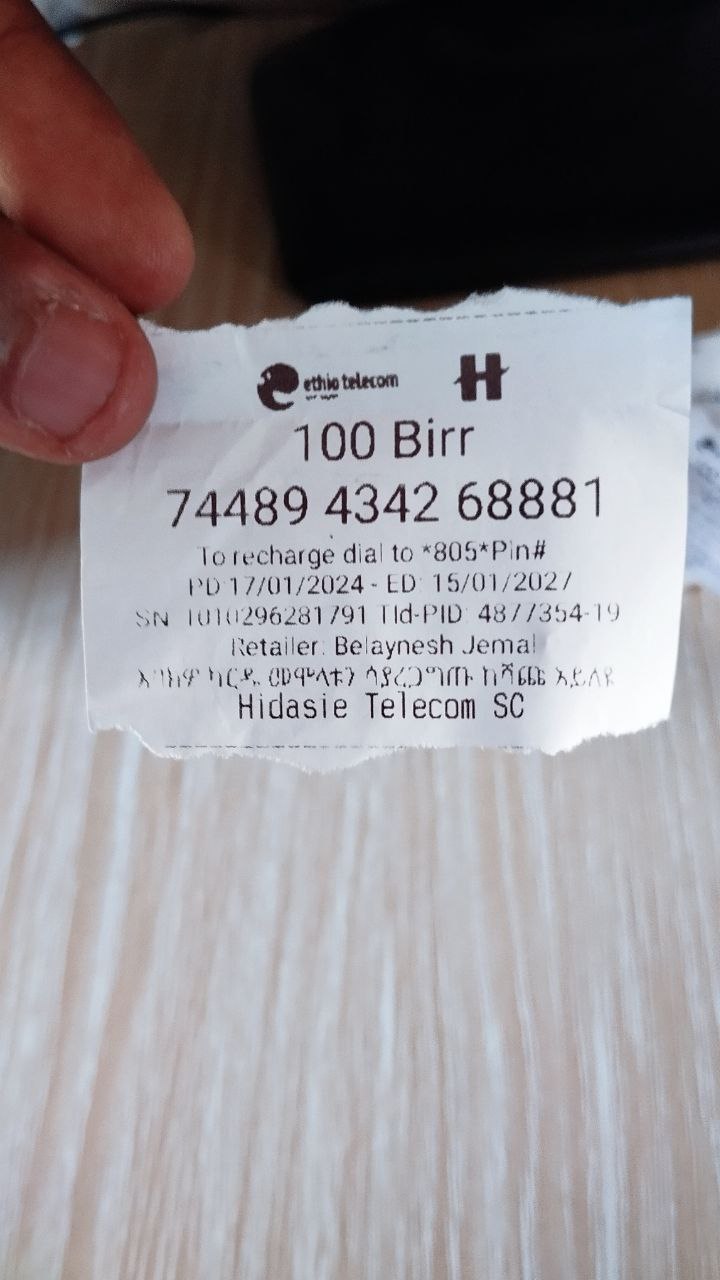 ethio telecom H
100 Birr
74489 4342 68881
To recharge dial to *805*Pin#
PD 17/01/2024 - ED: 15/01/2027
SN 1010296281791 TId-PID: 4877354-19
Retailer: Belaynesh Jemal
እባክዎ ካርዱ መሞላቱን ሳያረጋግጡ ከሻጩ አይለዩ
Hidasie Telecom SC